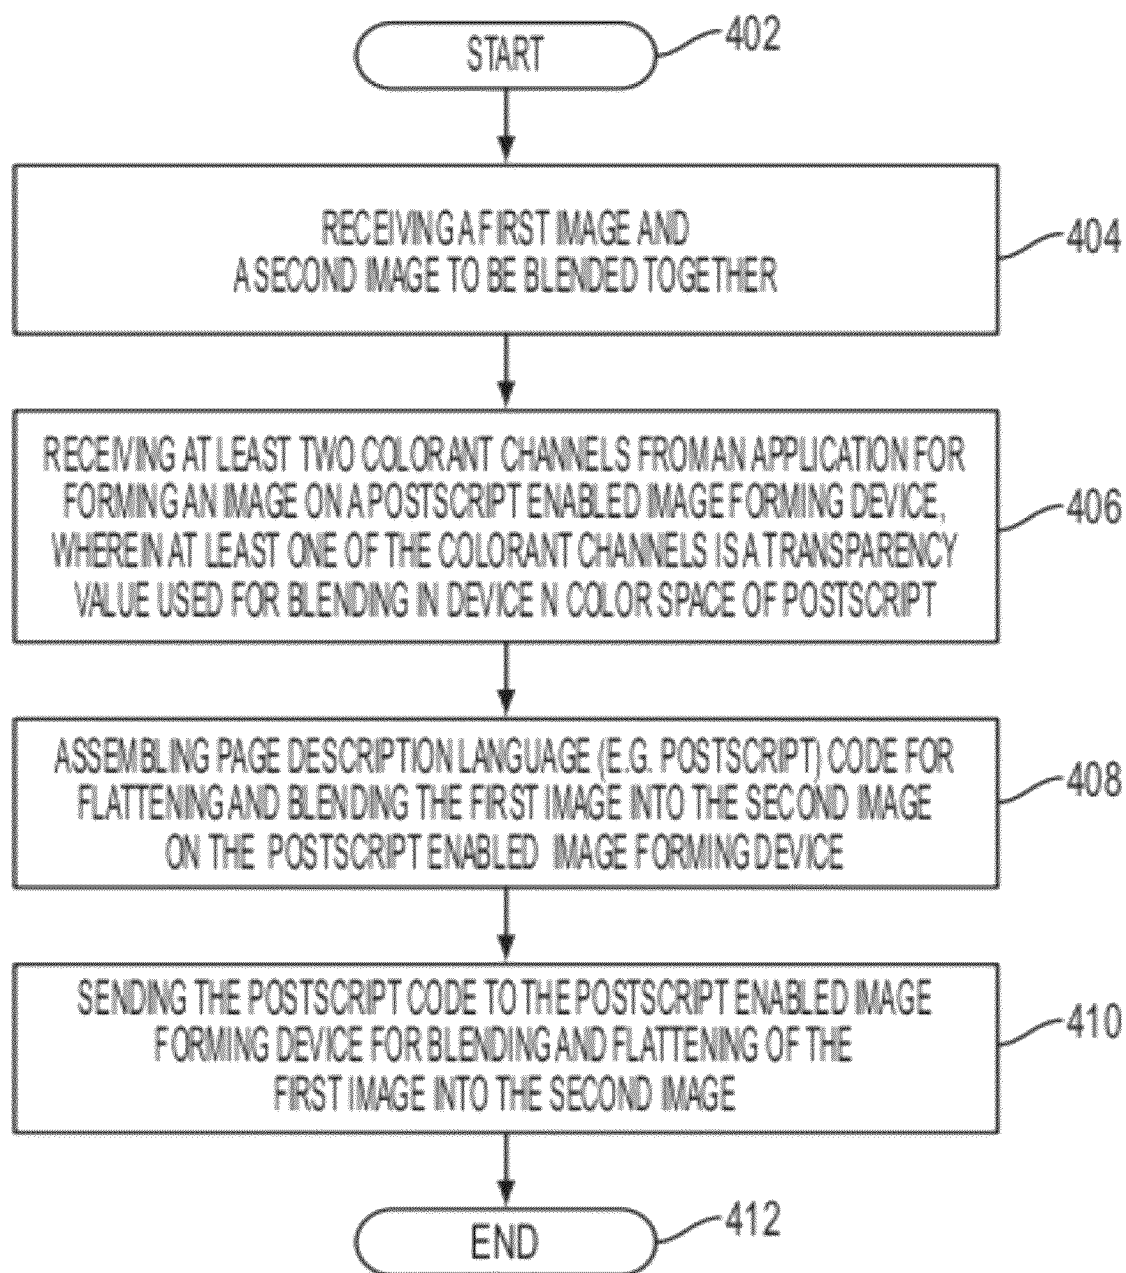 START
402
RECEIVING A FIRST IMAGE AND
A SECOND IMAGE TO BE BLENDED TOGETHER
404
RECEIVING AT LEAST TWO COLORANT CHANNELS FROM AN APPLICATION FOR
FORMING AN IMAGE ON A POSTSCRIPT ENABLED IMAGE FORMING DEVICE,
WHEREIN AT LEAST ONE OF THE COLORANT CHANNELS IS A TRANSPARENCY
VALUE USED FOR BLENDING IN DEVICE N COLOR SPACE OF POSTSCRIPT
406
ASSEMBLING PAGE DESCRIPTION LANGUAGE (E.G. POSTSCRIPT) CODE FOR
FLATTENING AND BLENDING THE FIRST IMAGE INTO THE SECOND IMAGE
ON THE POSTSCRIPT ENABLED IMAGE FORMING DEVICE
408
SENDING THE POSTSCRIPT CODE TO THE POSTSCRIPT ENABLED IMAGE
FORMING DEVICE FOR BLENDING AND FLATTENING OF THE
FIRST IMAGE INTO THE SECOND IMAGE
410
END
412